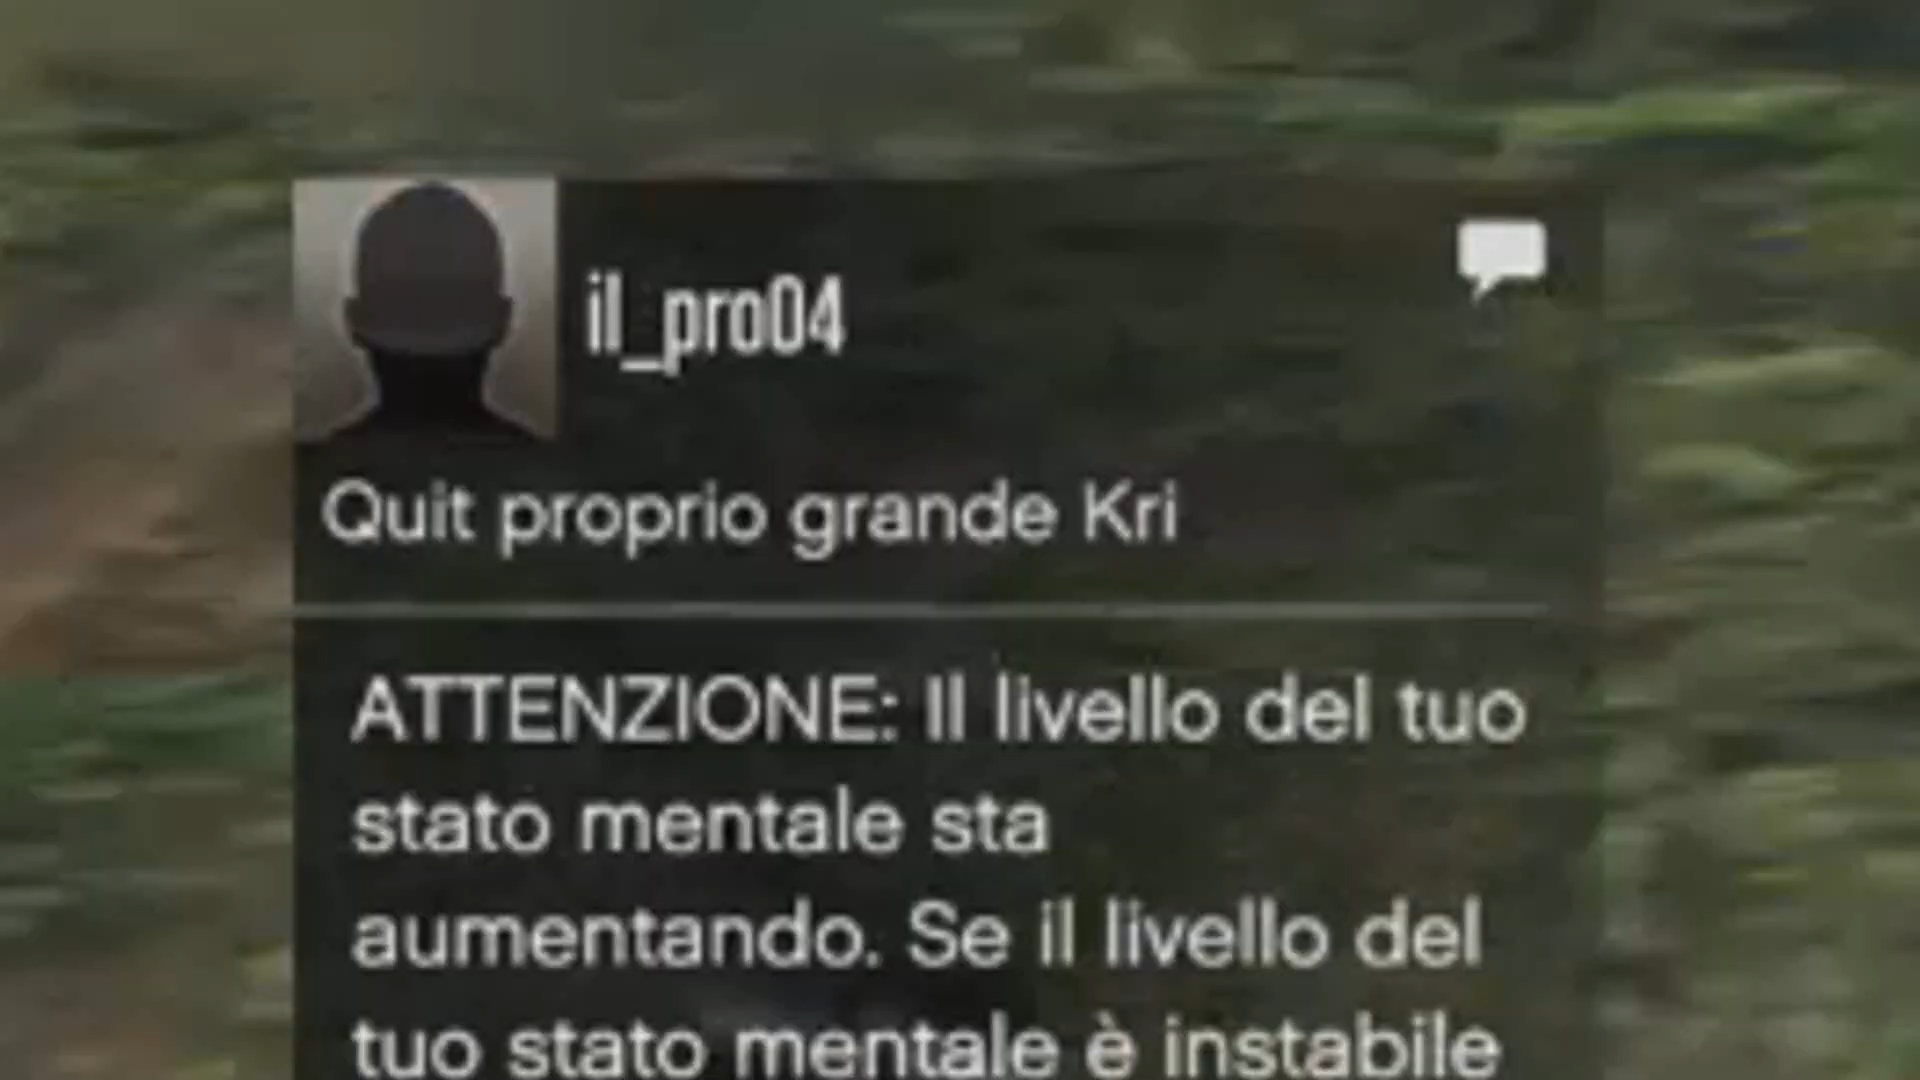 il_pro04
Quit proprio grande Kri
ATTENZIONE: Il livello del tuo
stato mentale sta
aumentando. Se il livello del
tuo stato mentale è instabile